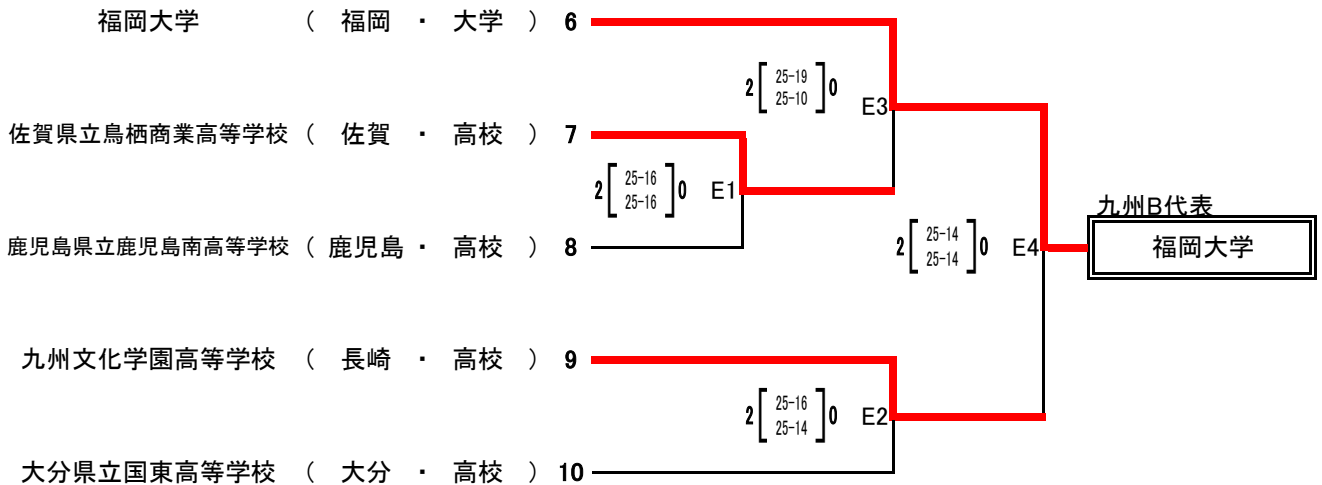 福岡大学 （ 福岡 ・ 大学 ） 6
2 [ 25-19 25-10 ] 0 E3
佐賀県立鳥栖商業高等学校 （ 佐賀 ・ 高校 ） 7
2 [ 25-16 25-16 ] 0 E1
九州B代表
鹿児島県立鹿児島南高等学校 （ 鹿児島 ・ 高校 ） 8
2 [ 25-14 25-14 ] 0 E4
福岡大学
九州文化学園高等学校 （ 長崎 ・ 高校 ） 9
2 [ 25-16 25-14 ] 0 E2
大分県立国東高等学校 （ 大分 ・ 高校 ） 10